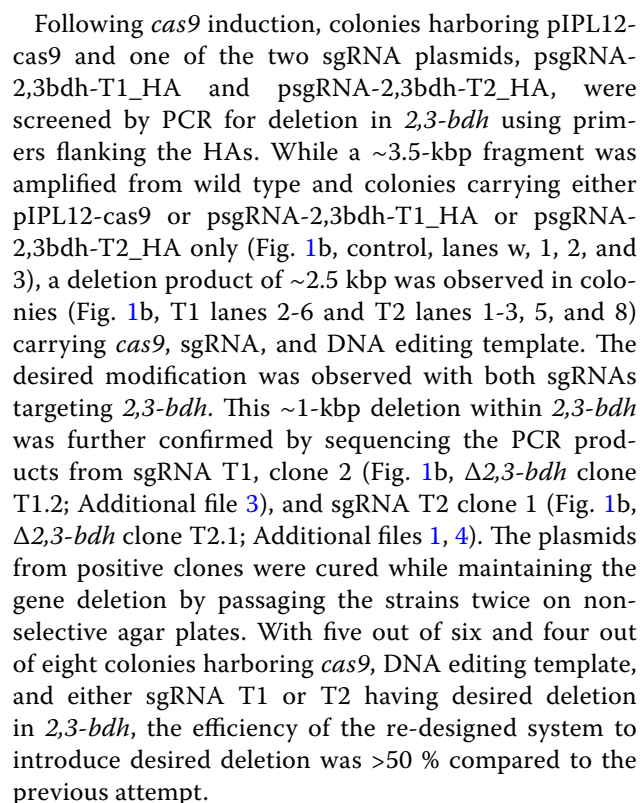 Following cas9 induction, colonies harboring pIPL12-
cas9 and one of the two sgRNA plasmids, psgRNA-
2,3bdh-T1_HA and psgRNA-2,3bdh-T2_HA, were
screened by PCR for deletion in 2,3-bdh using prim-
ers flanking the HAs. While a ~3.5-kbp fragment was
amplified from wild type and colonies carrying either
pIPL12-cas9 or psgRNA-2,3bdh-T1_HA or psgRNA-
2,3bdh-T2_HA only (Fig. 1b, control, lanes w, 1, 2, and
3), a deletion product of ~2.5 kbp was observed in colo-
nies (Fig. 1b, T1 lanes 2-6 and T2 lanes 1-3, 5, and 8)
carrying cas9, sgRNA, and DNA editing template. The
desired modification was observed with both sgRNAs
targeting 2,3-bdh. This ~1-kbp deletion within 2,3-bdh
was further confirmed by sequencing the PCR prod-
ucts from sgRNA T1, clone 2 (Fig. 1b, Δ2,3-bdh clone
T1.2; Additional file 3), and sgRNA T2 clone 1 (Fig. 1b,
Δ2,3-bdh clone T2.1; Additional files 1, 4). The plasmids
from positive clones were cured while maintaining the
gene deletion by passaging the strains twice on non-
selective agar plates. With five out of six and four out
of eight colonies harboring cas9, DNA editing template,
and either sgRNA T1 or T2 having desired deletion
in 2,3-bdh, the efficiency of the re-designed system to
introduce desired deletion was >50 % compared to the
previous attempt.